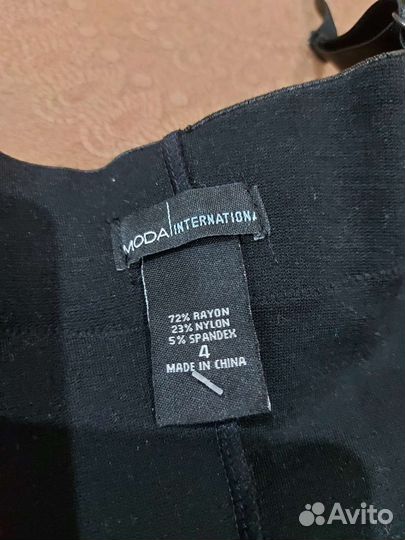 MODA INTERNATIONA
72% RAYON
23% NYLON
5% SPANDEX
4
MADE IN CHINA
Avito